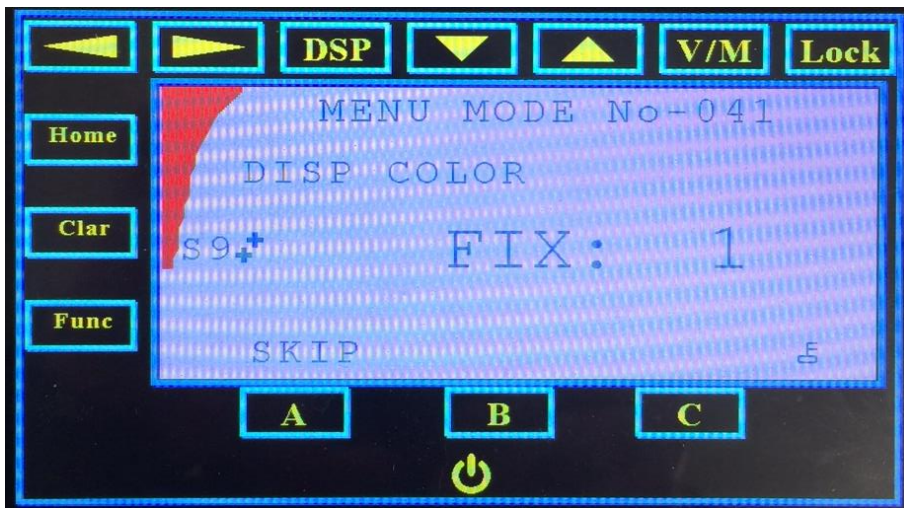 DSP V/M Lock
MENU MODE No-041
Home
DISP COLOR
Clar
S9++ FIX: 1
Func
SKIP
A B C